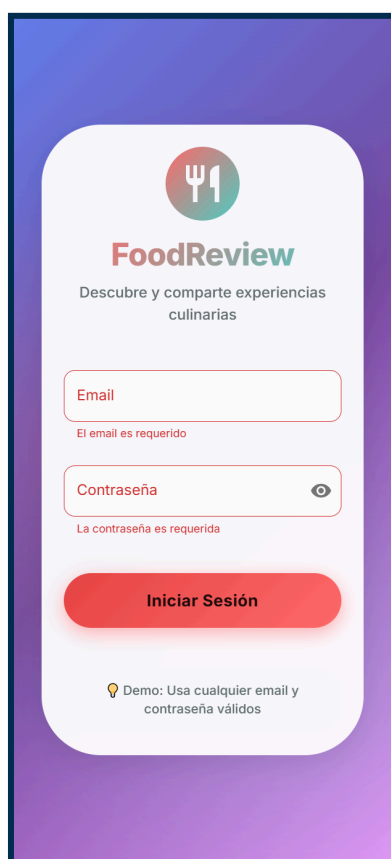 FoodReview
Descubre y comparte experiencias
culinarias
Email
El email es requerido
Contraseña
La contraseña es requerida
Iniciar Sesión
💡 Demo: Usa cualquier email y
contraseña válidos